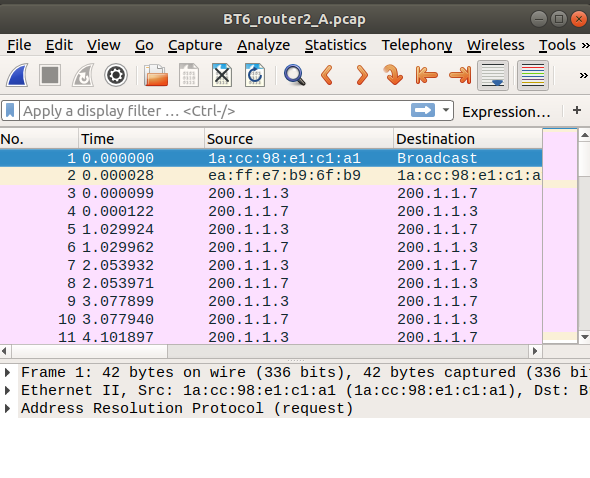 BT6_router2_A.pcap
File Edit View Go Capture Analyze Statistics Telephony Wireless Tools »
»
Apply a display filter … <Ctrl-/> Expression… +
No. Time Source Destination
1 0.000000 1a:cc:98:e1:c1:a1 Broadcast
2 0.000028 ea:ff:e7:b9:6f:b9 1a:cc:98:e1:c1:a
3 0.000099 200.1.1.3 200.1.1.7
4 0.000122 200.1.1.7 200.1.1.3
5 1.029924 200.1.1.3 200.1.1.7
6 1.029962 200.1.1.7 200.1.1.3
7 2.053932 200.1.1.3 200.1.1.7
8 2.053971 200.1.1.7 200.1.1.3
9 3.077899 200.1.1.3 200.1.1.7
10 3.077940 200.1.1.7 200.1.1.3
11 4.101897 200.1.1.3 200.1.1.7
Frame 1: 42 bytes on wire (336 bits), 42 bytes captured (336 bi
Ethernet II, Src: 1a:cc:98:e1:c1:a1 (1a:cc:98:e1:c1:a1), Dst: B
Address Resolution Protocol (request)